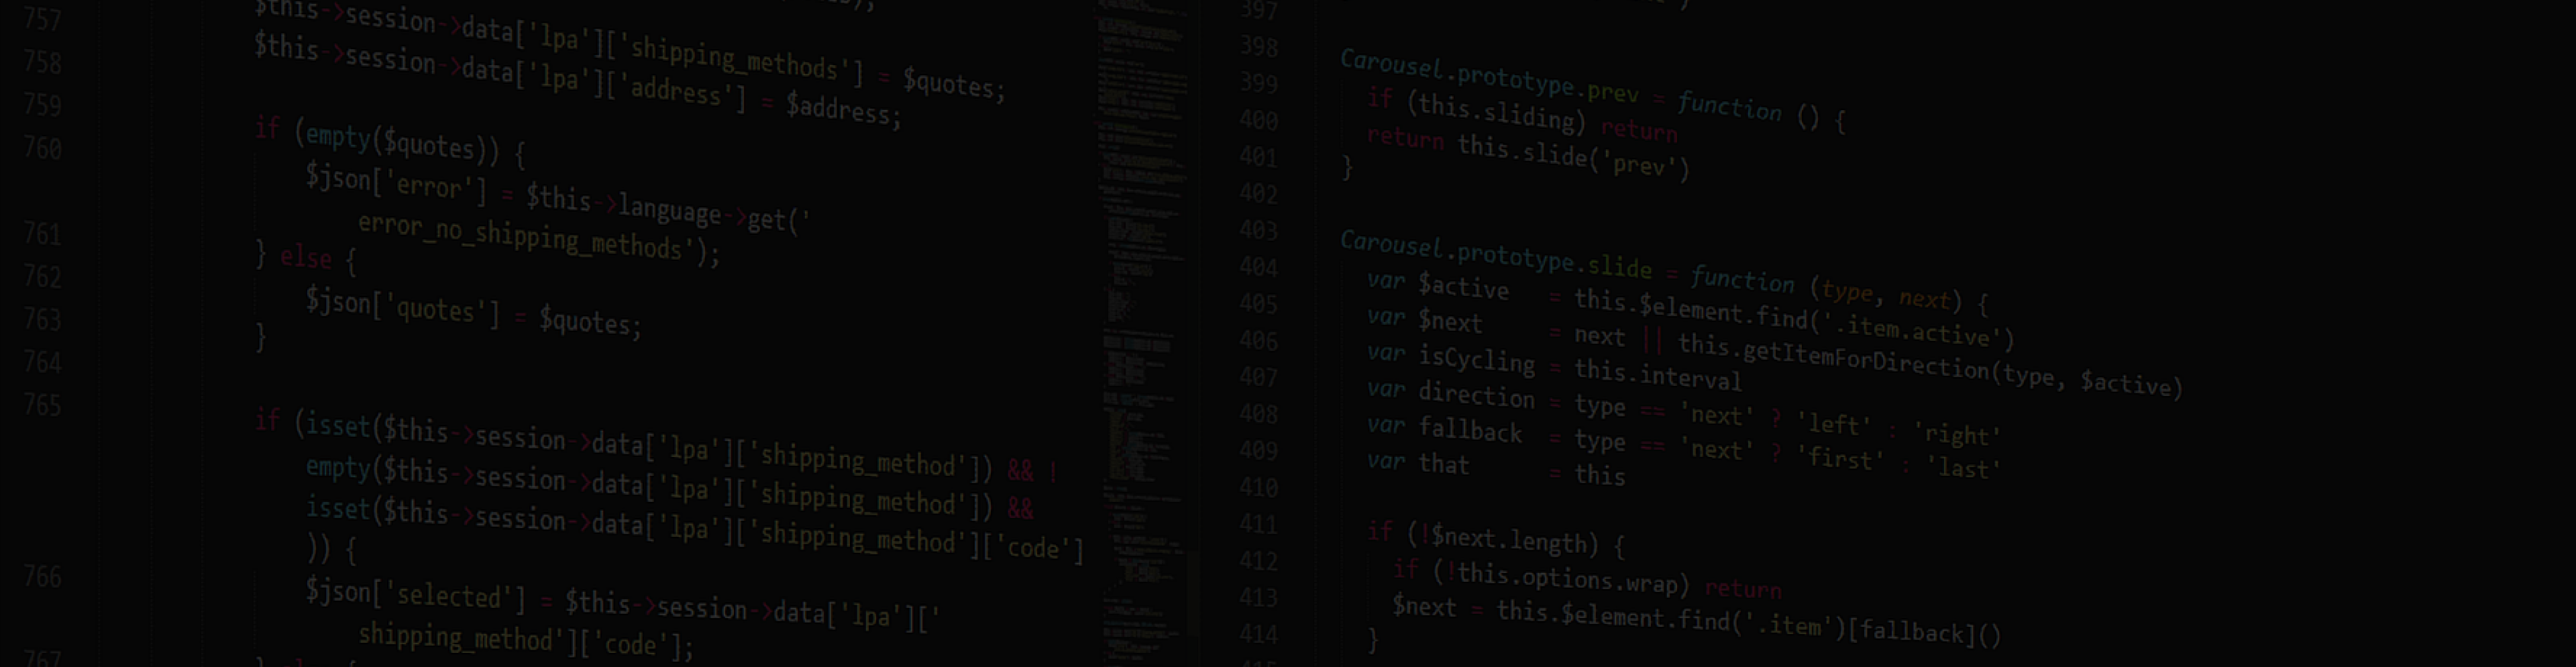 757
758
759
760
761
762
763
764
765
766
767
$this->session->data['lpa']['shipping_methods'] = $quotes;
$this->session->data['lpa']['address'] = $address;
if (empty($quotes)) {
$json['error'] = $this->language->get('
error_no_shipping_methods');
} else {
$json['quotes'] = $quotes;
}
if (isset($this->session->data['lpa']['shipping_method']) && !
empty($this->session->data['lpa']['shipping_method']) &&
isset($this->session->data['lpa']['shipping_method']['code']
)) {
$json['selected'] = $this->session->data['lpa']['
shipping_method']['code'];
397
398
399
400
401
402
403
404
405
406
407
408
409
410
411
412
413
414
Carousel.prototype.prev = function () {
if (this.sliding) return
return this.slide('prev')
}
Carousel.prototype.slide = function (type, next) {
var $active = this.$element.find('.item.active')
var $next = next || this.getItemForDirection(type, $active)
var isCycling = this.interval
var direction = type == 'next' ? 'left' : 'right'
var fallback = type == 'next' ? 'first' : 'last'
var that = this
if (!$next.length) {
if (!this.options.wrap) return
$next = this.$element.find('.item')[fallback]()
}